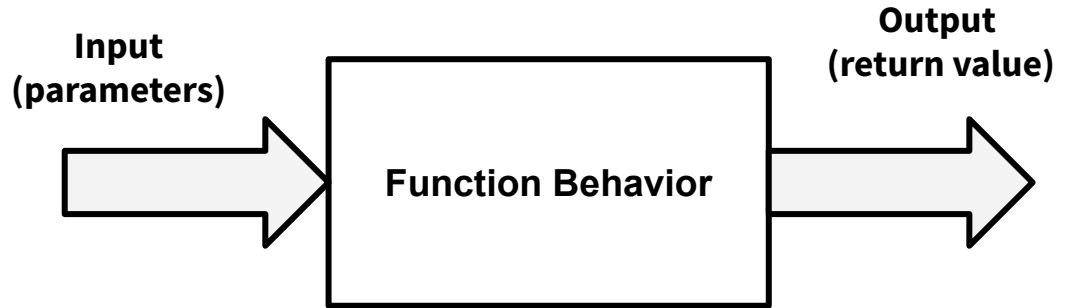 Input
(parameters)
Function Behavior
Output
(return value)